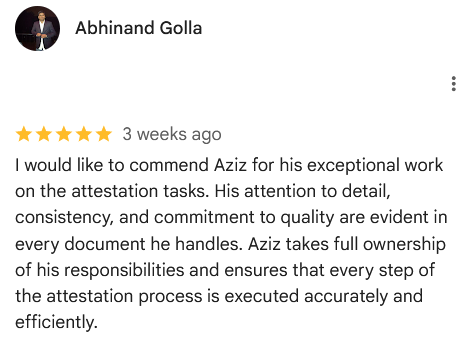 Abhinand Golla
3 weeks ago
I would like to commend Aziz for his exceptional work
on the attestation tasks. His attention to detail,
consistency, and commitment to quality are evident in
every document he handles. Aziz takes full ownership
of his responsibilities and ensures that every step of
the attestation process is executed accurately and
efficiently.